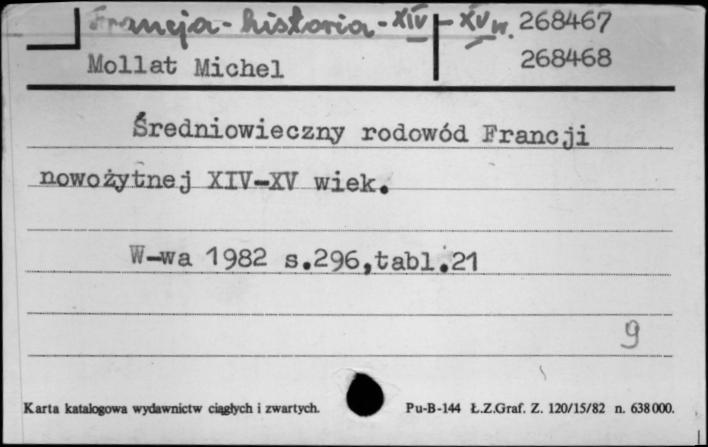 Francja - historia - XIV - XV w. 268467
Mollat Michel 268468
Średniowieczny rodowód Francji
nowożytnej XIV-XV wiek.
W-wa 1982 s.296,tabl.21
9
Karta katalogowa wydawnictw ciągłych i zwartych. Pu-B-144 Ł.Z.Graf. Z. 120/15/82 n. 638 000.